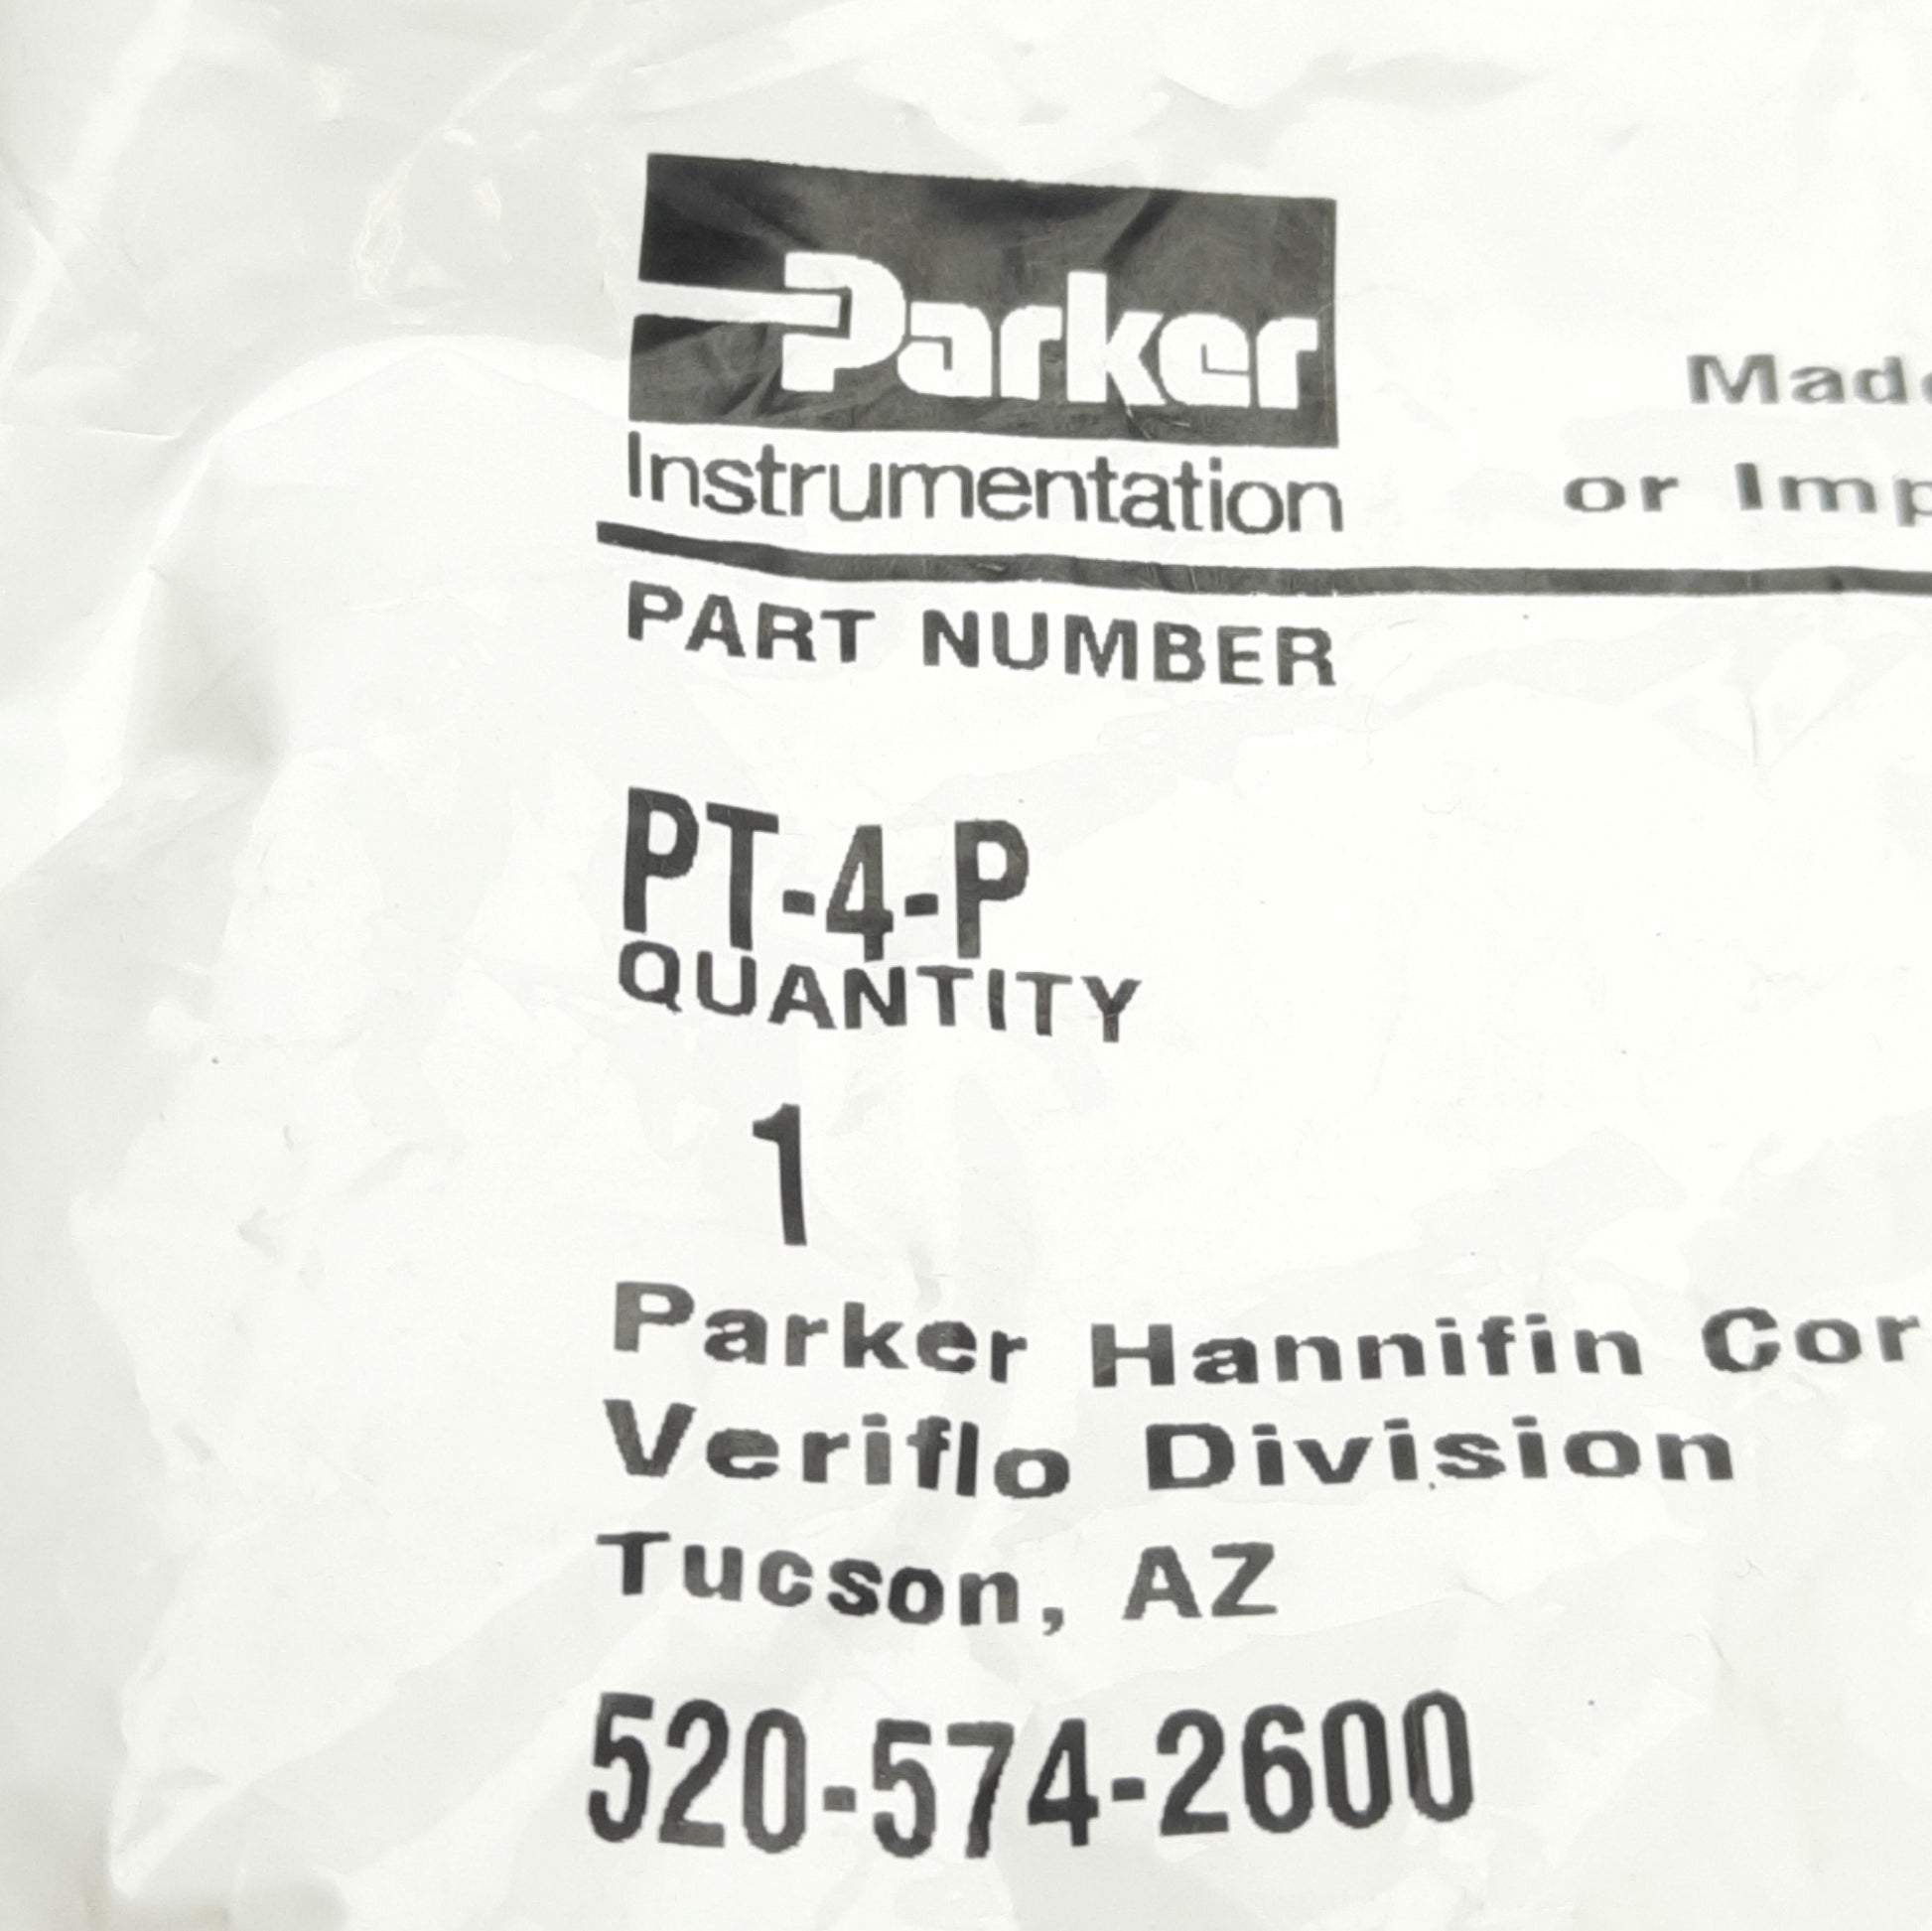 Parker
Instrumentation
Made
or Imp
PART NUMBER
PT-4-P
QUANTITY
1
Parker Hannifin Cor
Veriflo Division
Tucson, AZ
520-574-2600